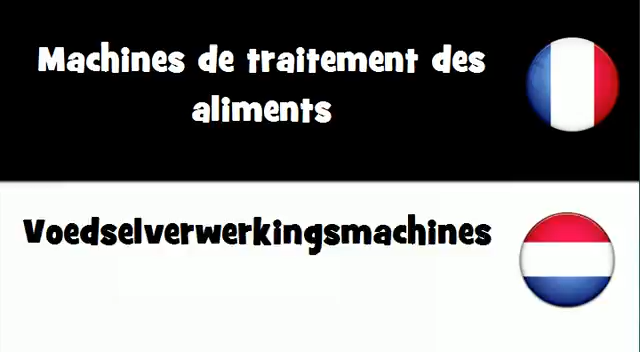 Machines de traitement des
aliments
Voedselverwerkingsmachines